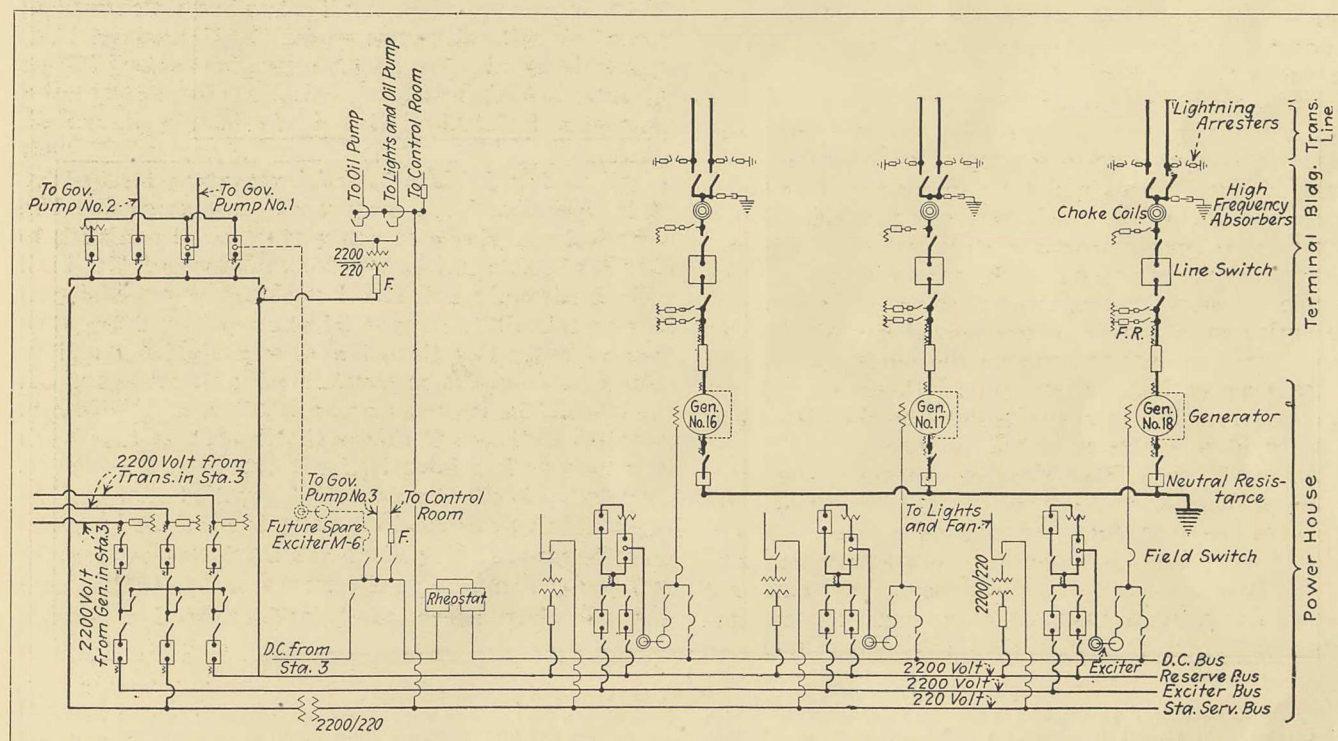 Lightning
Arresters
Trans.
Line
To Oil Pump
To Lights and Oil Pump
To Control Room
To Gov.
Pump No.2
To Gov.
Pump No.1
2200
220
F.
High
Frequency
Absorbers
Choke Coils
Line Switch
F.R.
Terminal Bldg.
Gen.
No.16
Gen.
No.17
Gen.
No.18
Generator
2200 Volt from
Trans. in Sta. 3
2200 Volt
from Gen. in Sta. 3
To Gov.
Pump No.3
To Control
Room
Future Spare
Exciter M-6
F.
Neutral Resis-
tance
To Lights
and Fan
Field Switch
2200/220
Rheostat
Power House
D.C. from
Sta. 3
Exciter
2200 Volt
2200 Volt
220 Volt
D.C. Bus
Reserve Bus
Exciter Bus
Sta. Serv. Bus
2200/220